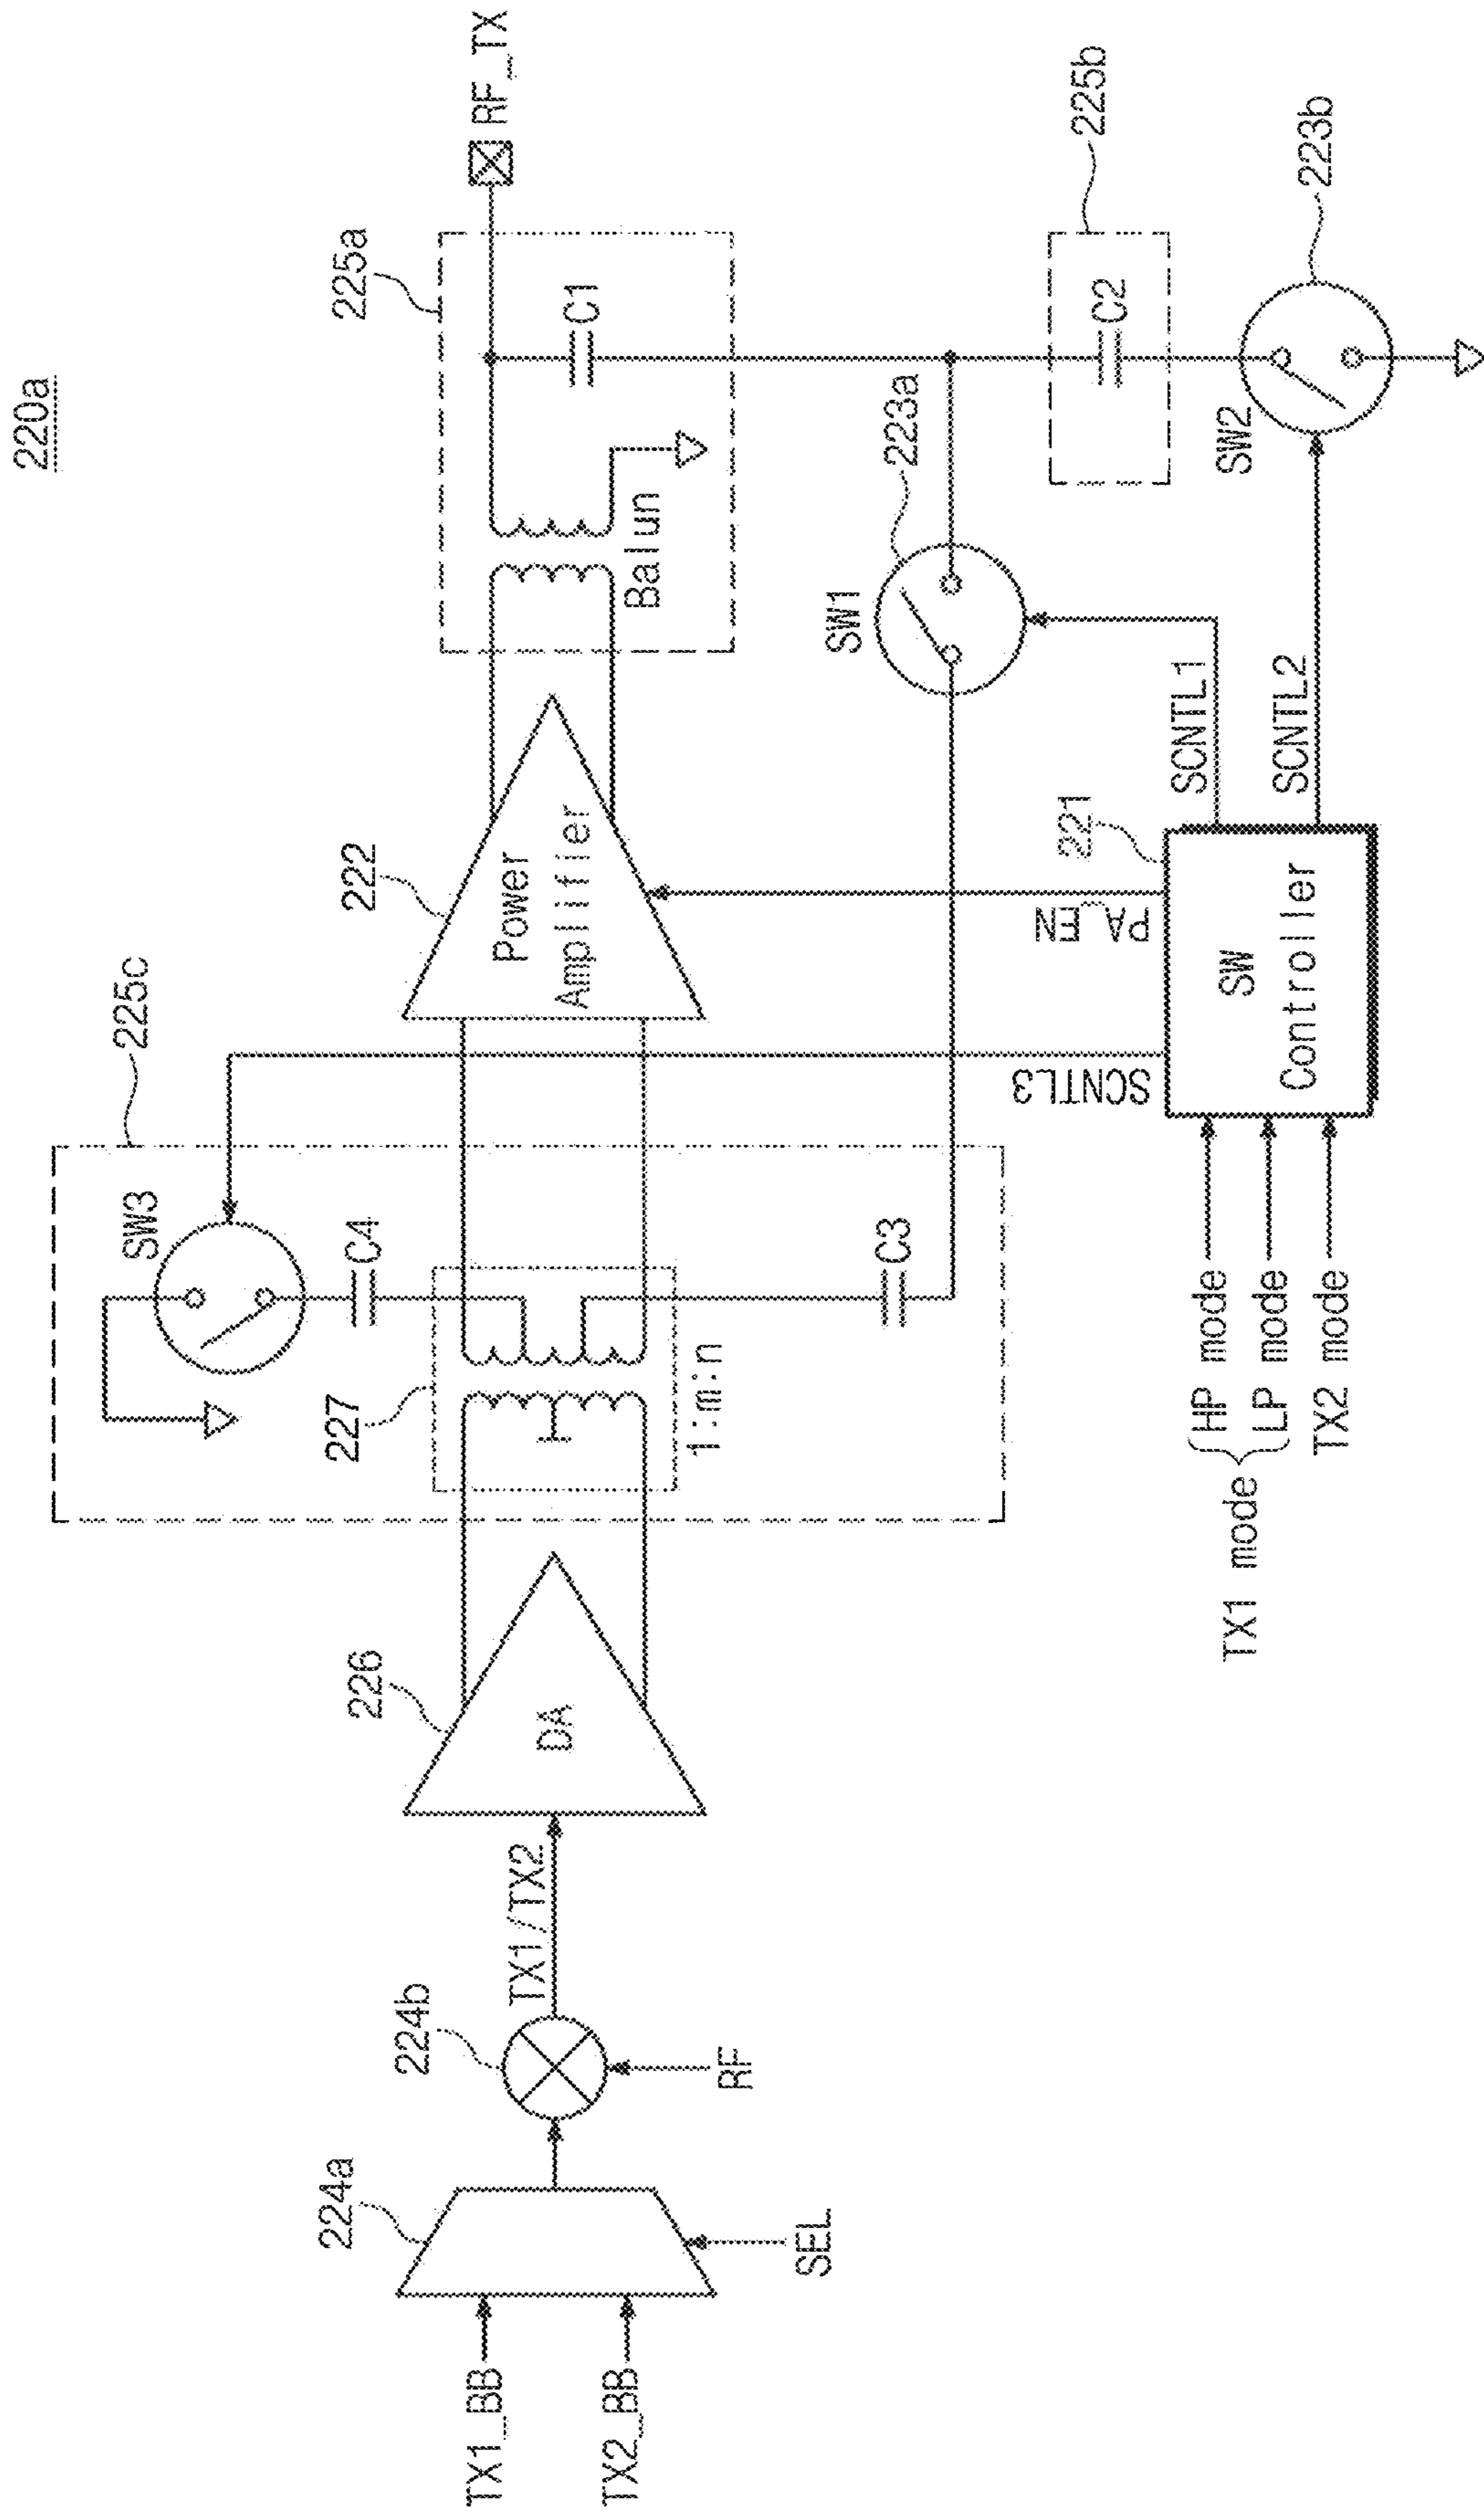 220a
225c
SW3
C4
227
1:m:n
C3
226
DA
TX1/TX2
224b
RF
224a
SEL
TX1_BB
TX2_BB
222
Power
Amplifier
225a
Balun
C1
RF_TX
SW1
223a
225b
C2
SW2
223b
SCNTL1
SCNTL2
221
PA_EN
SCNTL3
SW
Controller
TX1 mode
HP mode
LP mode
TX2 mode